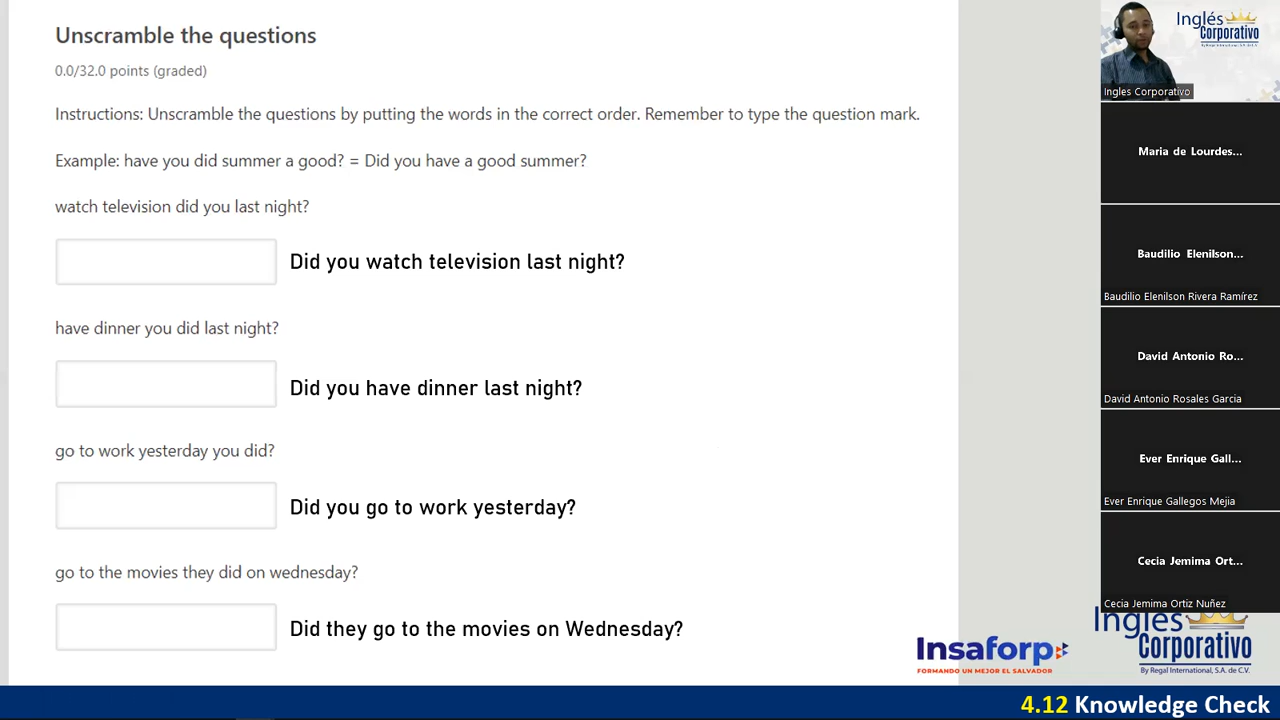 Unscramble the questions
0.0/32.0 points (graded)
Instructions: Unscramble the questions by putting the words in the correct order. Remember to type the question mark.
Example: have you did summer a good? = Did you have a good summer?
watch television did you last night?
Did you watch television last night?
have dinner you did last night?
Did you have dinner last night?
go to work yesterday you did?
Did you go to work yesterday?
go to the movies they did on wednesday?
Did they go to the movies on Wednesday?
Inglés
Corporativo
By Regal International, S.A. de C.V.
Ingles Corporativo
Maria de Lourdes...
Baudilio Elenilson...
Baudilio Elenilson Rivera Ramírez
David Antonio Ro...
David Antonio Rosales Garcia
Ever Enrique Gall...
Ever Enrique Gallegos Mejia
Cecia Jemima Ort...
Cecia Jemima Ortiz Nuñez
Insaforp
FORMANDO UN MEJOR EL SALVADOR
Inglés
Corporativo
By Regal International, S.A. de C.V.
4.12 Knowledge Check